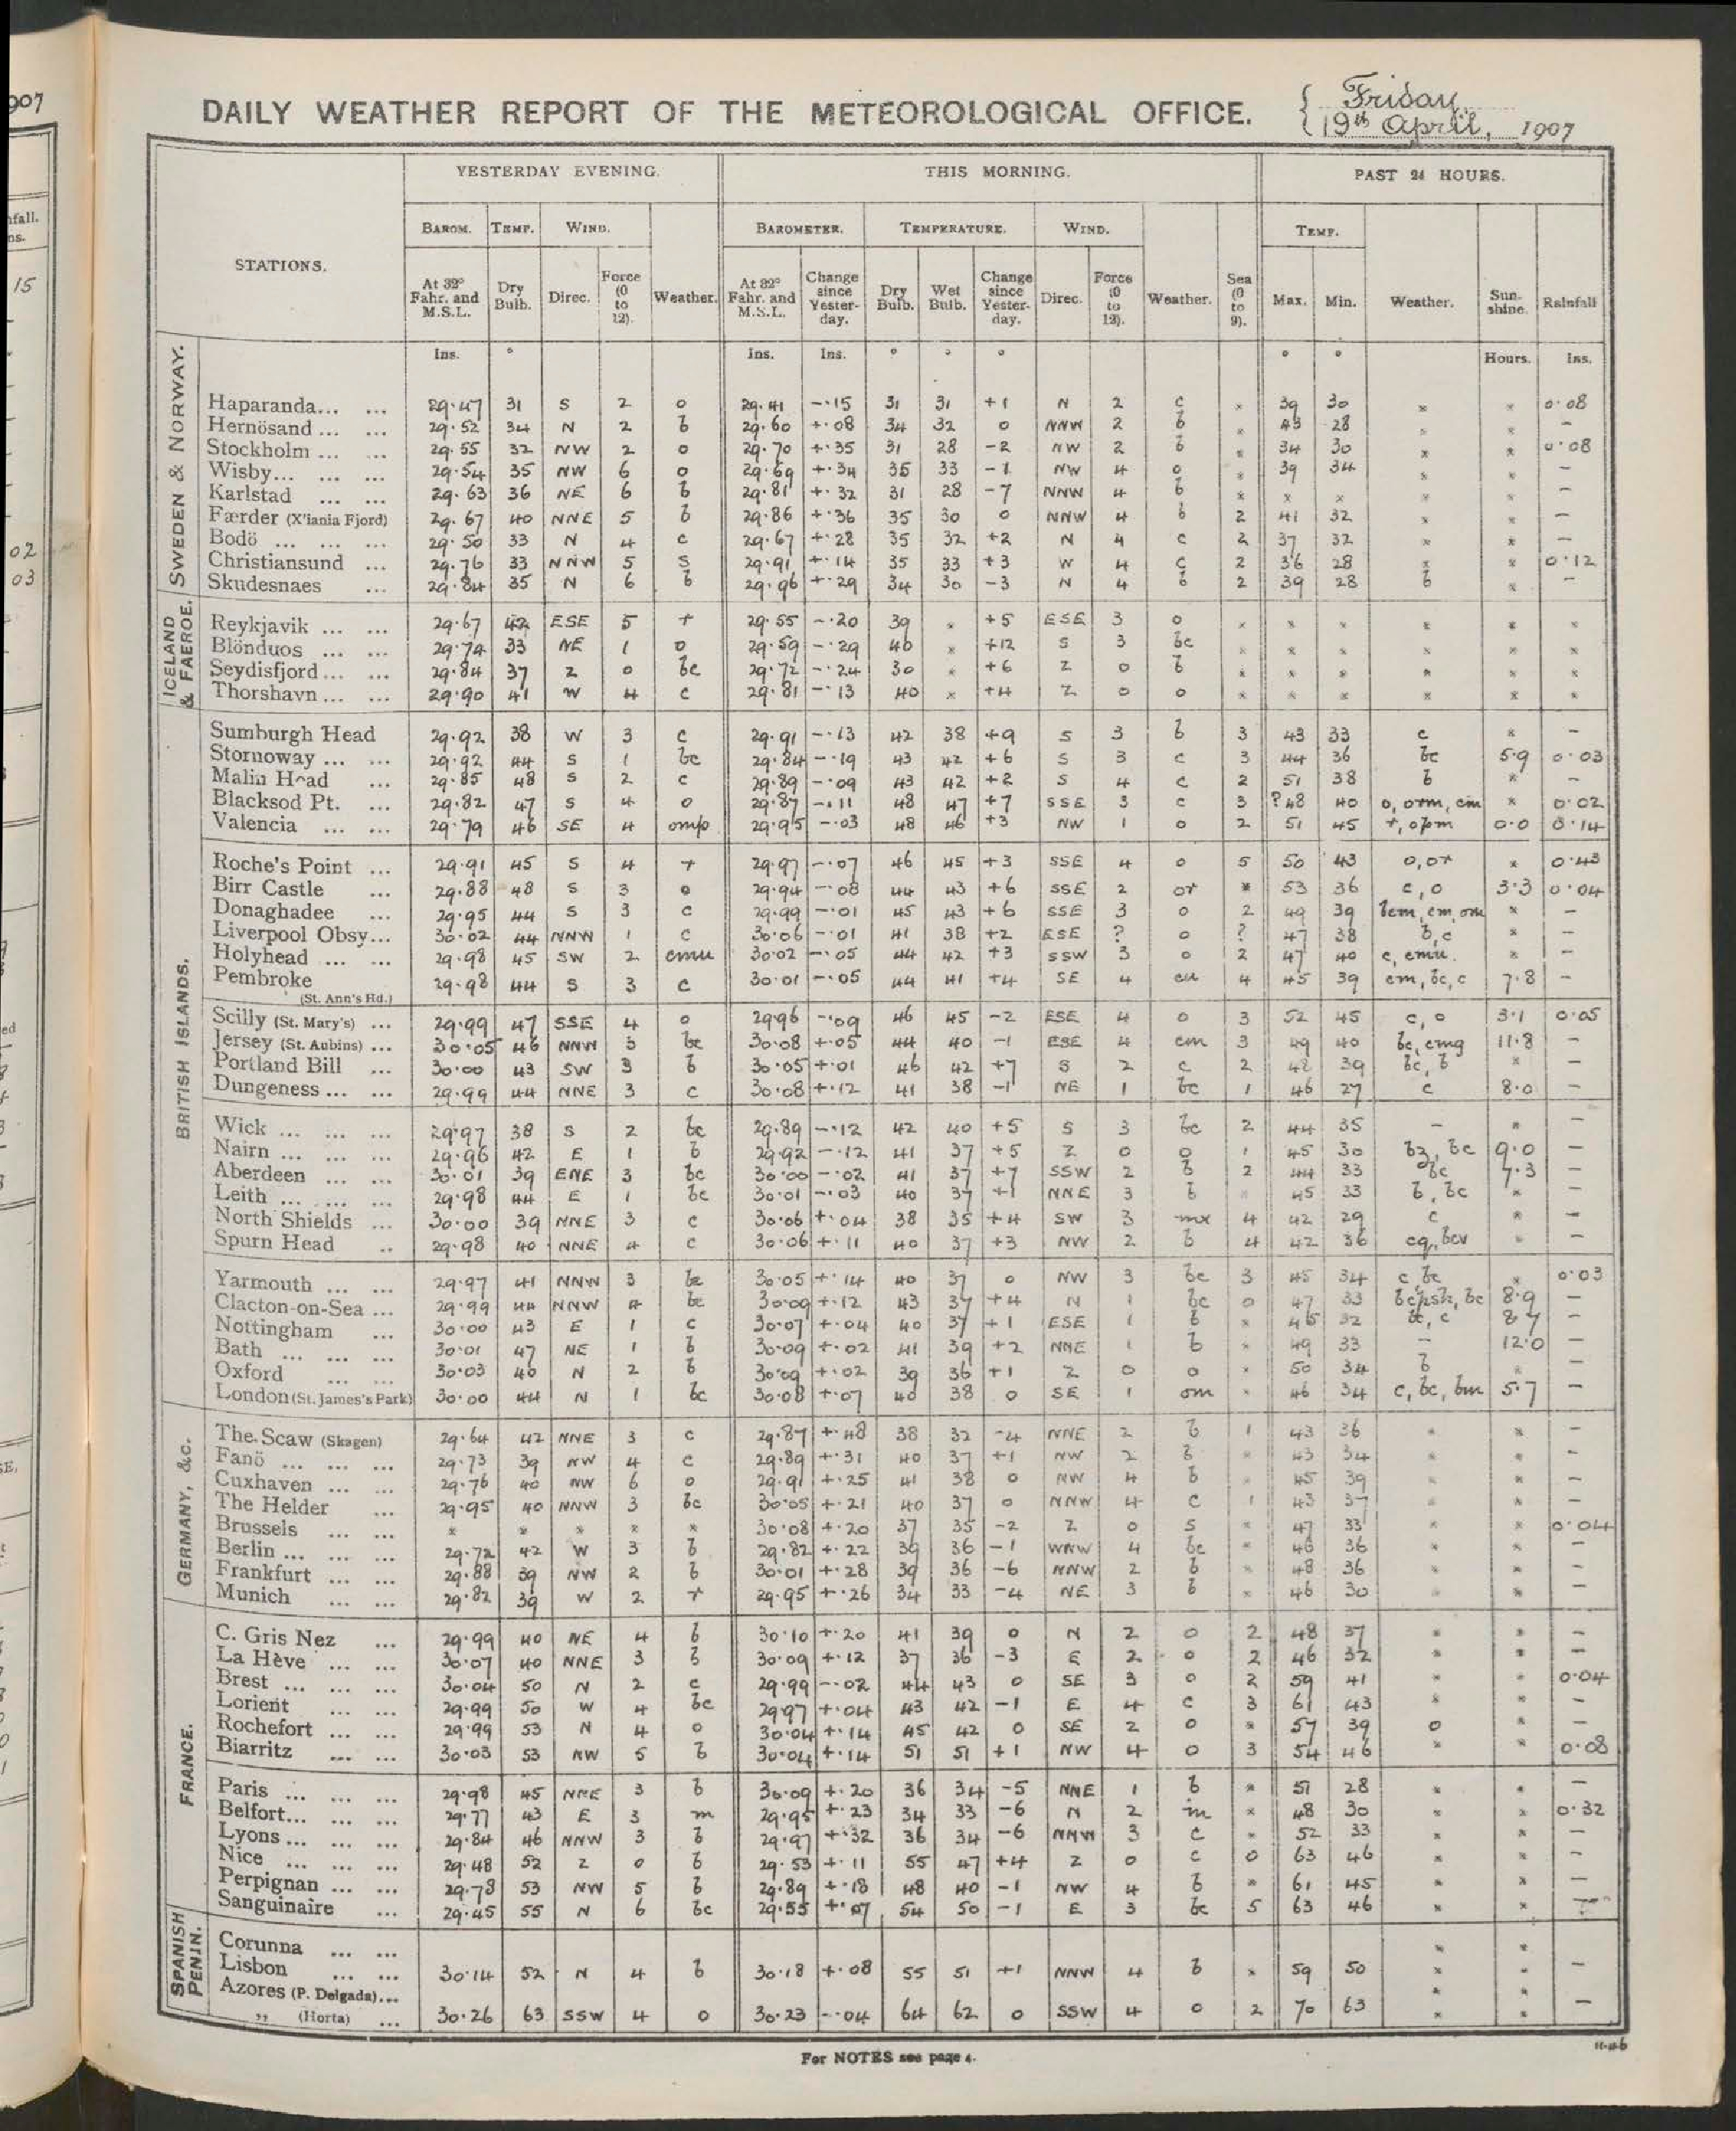 907
DAILY WEATHER REPORT OF THE METEOROLOGICAL OFFICE. { Friday, 19th April, 1907
STATIONS. YESTERDAY EVENING. THIS MORNING. PAST 24 HOURS.
BAROM. TEMP. WIND. BAROMETER. TEMPERATURE. WIND. TEMP.
At 32° Fahr. and M.S.L. Dry Bulb. Direc. Force (0 to 12). Weather. At 32° Fahr. and M.S.L. Change since Yester-day. Dry Bulb. Wet Bulb. Change since Yester-day. Direc. Force (0 to 12). Weather. Sea (0 to 9). Max. Min. Weather. Sun-shine. Rainfall
Ins. ° Ins. Ins. ° ° ° ° ° Hours. Ins.
SWEDEN & NORWAY.
Haparanda... ... 29.47 31 S 2 o 29.41 -.15 31 31 +1 N 2 c * 39 30 * * 0.08
Hernösand ... ... 29.52 34 N 2 b 29.60 +.08 34 32 0 NNW 2 b * 43 28 * * -
Stockholm ... ... 29.55 32 NW 2 o 29.70 +.35 31 28 -2 NW 2 b * 34 30 * * 0.08
Wisby... ... ... 29.54 35 NW 6 o 29.69 +.34 35 33 -1 NW 4 o * 39 34 * * -
Karlstad ... ... 29.63 36 NE 6 b 29.81 +.32 31 28 -7 NNW 4 b * * * * * -
Færder (X'iania Fjord) 29.67 40 NNE 5 b 29.86 +.36 35 30 0 NNW 4 b 2 41 32 * * -
Bodö ... ... ... 29.50 33 N 4 c 29.67 +.28 35 32 +2 N 4 c 2 37 32 * * -
Christiansund ... 29.76 33 NNW 5 s 29.91 +.14 35 33 +3 W 4 c 2 36 28 * * 0.12
Skudesnaes ... 29.84 35 N 6 b 29.96 +.29 34 30 -3 N 4 b 2 39 28 b * -
ICELAND & FAEROE.
Reykjavik ... ... 29.67 42 ESE 5 r 29.55 -.20 39 * +5 ESE 3 o * * * * * *
Blönduos ... ... 29.74 33 NE 1 o 29.59 -.29 40 * +12 S 3 bc * * * * * *
Seydisfjord ... ... 29.84 37 Z 0 bc 29.72 -.24 30 * +6 Z 0 b * * * * * *
Thorshavn ... ... 29.90 41 W 4 c 29.81 -.13 40 * +4 Z 0 o * * * * * *
BRITISH ISLANDS.
Sumburgh Head 29.92 38 W 3 c 29.91 -.13 42 38 +9 S 3 b 3 43 33 c * -
Stornoway ... ... 29.92 44 S 1 bc 29.84 -.19 43 42 +6 S 3 c 3 44 36 bc 5.9 0.03
Malin Head ... 29.85 48 S 2 c 29.89 -.09 43 42 +2 S 4 c 2 51 38 b * -
Blacksod Pt. ... 29.82 47 S 4 o 29.87 -.11 48 47 +7 SSE 3 c 3 ?48 40 o, orm, cm * 0.02
Valencia ... ... 29.79 46 SE 4 omp 29.95 -.03 48 46 +3 NW 1 o 2 51 45 r, opm 0.0 0.14
Roche's Point ... 29.91 45 S 4 r 29.97 -.07 46 45 +3 SSE 4 o 5 50 43 o, or * 0.43
Birr Castle ... 29.88 48 S 3 o 29.94 -.08 44 43 +6 SSE 2 or * 53 36 c, o 3.3 0.04
Donaghadee ... 29.95 44 S 3 c 29.99 -.01 45 43 +6 SSE 3 o 2 49 39 bcm, cm, om * -
Liverpool Obsy... 30.02 44 NNW 1 c 30.06 -.01 41 38 +2 ESE ? o ? 47 38 b, c * -
Holyhead ... ... 29.98 45 SW 2 cmu 30.02 -.05 44 42 +3 SSW 3 o 2 47 40 c, cmu. * -
Pembroke (St. Ann's Hd.) 29.98 44 S 3 c 30.01 -.05 44 41 +4 SE 4 cu 4 45 39 cm, bc, c 7.8 -
Scilly (St. Mary's) ... 29.99 47 SSE 4 o 29.96 -.09 46 45 -2 ESE 4 o 3 52 45 c, o 3.1 0.05
Jersey (St. Aubins) ... 30.05 46 NNW 3 bc 30.08 +.05 44 40 -1 ESE 4 cm 3 49 40 bc, cmg 11.8 -
Portland Bill ... 30.00 43 SW 3 b 30.05 +.01 46 42 +7 S 2 c 2 48 39 bc, b * -
Dungeness ... ... 29.99 44 NNE 3 c 30.08 +.12 41 38 -1 NE 1 bc 1 46 27 c 8.0 -
Wick ... ... ... 29.97 38 S 2 bc 29.89 -.12 42 40 +5 S 3 bc 2 44 35 - * -
Nairn ... ... ... 29.96 42 E 1 b 29.92 -.12 41 37 +5 Z 0 o 1 45 30 bz, bc 9.0 -
Aberdeen ... ... 30.01 39 ENE 3 bc 30.00 -.02 41 37 +7 SSW 2 b 2 44 33 bc 7.3 -
Leith ... ... ... 29.98 44 E 1 bc 30.01 -.03 40 37 +1 NNE 3 b * 45 33 b, bc * -
North Shields ... 30.00 39 NNE 3 c 30.06 +.04 38 35 +4 SW 3 mx 4 42 29 c * -
Spurn Head .. 29.98 40 NNE 4 c 30.06 +.11 40 37 +3 NW 2 b 4 42 36 cq, bcv * -
Yarmouth ... ... 29.97 41 NNW 3 bc 30.05 +.14 40 37 0 NW 3 bc 3 45 34 c, bc * 0.03
Clacton-on-Sea ... 29.99 44 NNW 4 bc 30.09 +.12 43 37 +4 N 1 bc 0 47 33 bcpsh, bc 8.9 -
Nottingham ... 30.00 43 E 1 c 30.07 +.04 40 37 +1 ESE 1 b * 45 32 bc, c 8.7 -
Bath ... ... ... 30.01 47 NE 1 b 30.09 +.02 41 39 +2 NNE 1 b * 49 33 - 12.0 -
Oxford ... ... 30.03 40 N 2 b 30.09 +.02 39 36 +1 Z 0 o * 50 34 b * -
London (St. James's Park) 30.00 44 N 1 bc 30.08 +.07 40 38 0 SE 1 om * 46 34 c, bc, bm 5.7 -
GERMANY, &c.
The Scaw (Skagen) 29.64 42 NNE 3 c 29.87 +.48 38 32 -4 NNE 2 b 1 43 36 * * -
Fanö ... ... ... 29.73 39 NW 4 c 29.89 +.31 40 37 +1 NW 2 b * 43 34 * * -
Cuxhaven ... ... 29.76 40 NW 6 o 29.91 +.25 41 38 0 NW 4 b * 45 39 * * -
The Helder ... 29.95 40 NNW 3 bc 30.05 +.21 40 37 0 NNW 4 c 1 43 37 * * -
Brussels ... ... * * * * * 30.08 +.20 37 35 -2 Z 0 s * 47 33 * * 0.04
Berlin ... ... ... 29.72 42 W 3 b 29.82 +.22 39 36 -1 WNW 4 bc * 46 36 * * -
Frankfurt ... ... 29.88 39 NW 2 b 30.01 +.28 39 36 -6 NNW 2 b * 48 36 * * -
Munich ... ... 29.82 39 W 2 r 29.95 +.26 34 33 -4 NE 3 b * 46 30 * * -
FRANCE.
C. Gris Nez ... 29.99 40 NE 4 b 30.10 +.20 41 39 0 N 2 o 2 48 37 * * -
La Hève ... ... 30.07 40 NNE 3 b 30.09 +.12 37 36 -3 E 2 o 2 46 32 * * -
Brest ... ... ... 30.04 50 N 2 c 29.99 -.02 44 43 0 SE 3 o 2 59 41 * * 0.04
Lorient ... ... 29.99 50 W 4 bc 29.97 +.04 43 42 -1 E 4 c 3 61 43 * * -
Rochefort ... ... 29.99 53 N 4 o 30.04 +.14 45 42 0 SE 2 o * 57 39 o * -
Biarritz ... ... 30.03 53 NW 5 b 30.04 +.14 51 51 +1 NW 4 o 3 54 46 * * 0.08
Paris ... ... ... 29.98 45 NNE 3 b 30.09 +.20 36 34 -5 NNE 1 b * 51 28 * * -
Belfort... ... ... 29.77 43 E 3 m 29.95 +.23 34 33 -6 N 2 m * 48 30 * * 0.32
Lyons ... ... ... 29.84 46 NNW 3 b 29.97 +.32 36 34 -6 NNW 3 c * 52 33 * * -
Nice ... ... ... 29.48 52 Z 0 b 29.53 +.11 55 47 +4 Z 0 c 0 63 46 * * -
Perpignan ... ... 29.78 53 NW 5 b 29.89 +.18 48 40 -1 NW 4 b * 61 45 * * -
Sanguinaire ... 29.45 55 N 6 bc 29.55 +.07 54 50 -1 E 3 bc 5 63 46 * * -
SPANISH PENIN.
Corunna ... ... * *
Lisbon ... ... 30.14 52 N 4 b 30.18 +.08 55 51 +1 NNW 4 b * 59 50 * * -
Azores (P. Delgada)... * *
„ (Horta) ... 30.26 63 SSW 4 o 30.23 -.04 64 62 0 SSW 4 o 2 70 63 * * -
For NOTES see page 4.